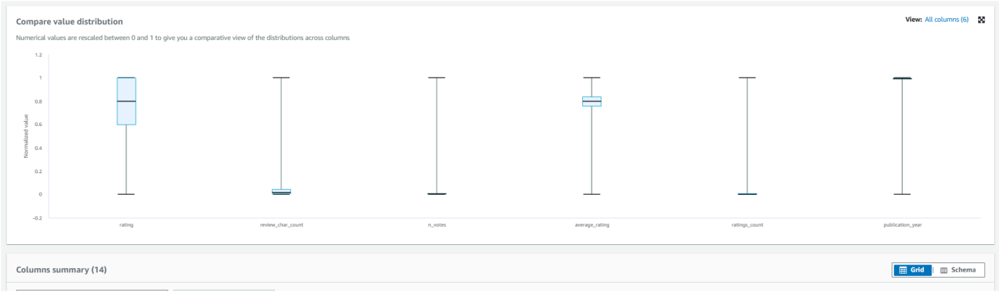 Compare value distribution
View: All columns (6)
Numerical values are rescaled between 0 and 1 to give you a comparative view of the distributions across columns
1.2
1
0.8
0.6
0.4
0.2
0
-0.2
Normalized value
rating
review_char_count
n_votes
average_rating
ratings_count
publication_year
Columns summary (14)
Grid
Schema